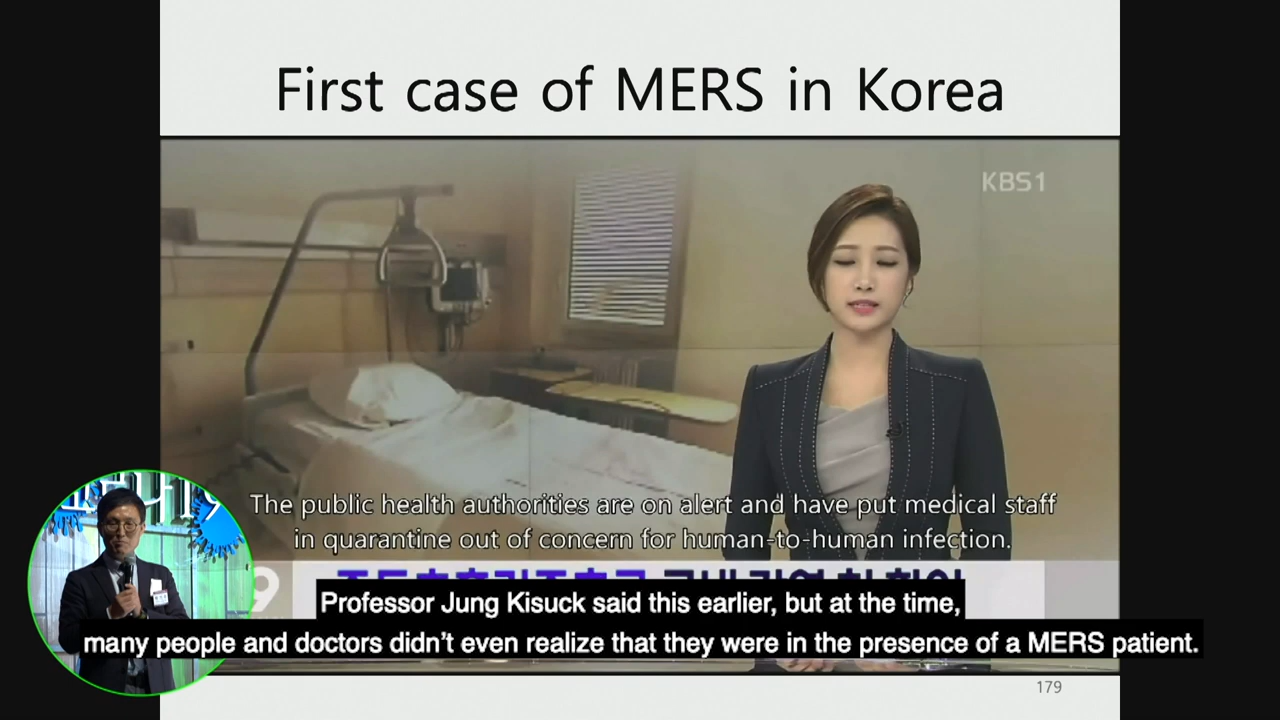 First case of MERS in Korea
KBS1
The public health authorities are on alert and have put medical staff
in quarantine out of concern for human-to-human infection.
9
Professor Jung Kisuck said this earlier, but at the time,
many people and doctors didn't even realize that they were in the presence of a MERS patient.
179